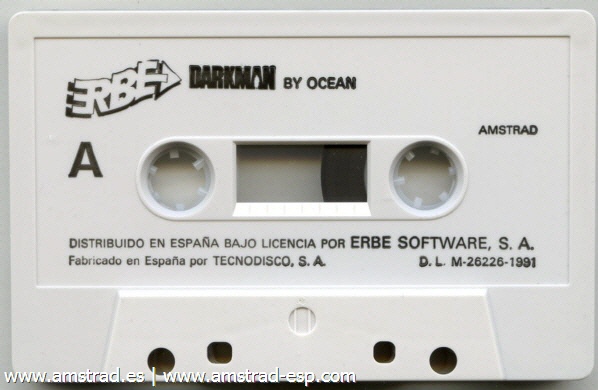 ERBE DARKMAN BY OCEAN
AMSTRAD
A
DISTRIBUIDO EN ESPAÑA BAJO LICENCIA POR ERBE SOFTWARE, S. A.
Fabricado en España por TECNODISCO, S. A. D. L. M-26226-1991
www.amstrad.es | www.amstrad-esp.com